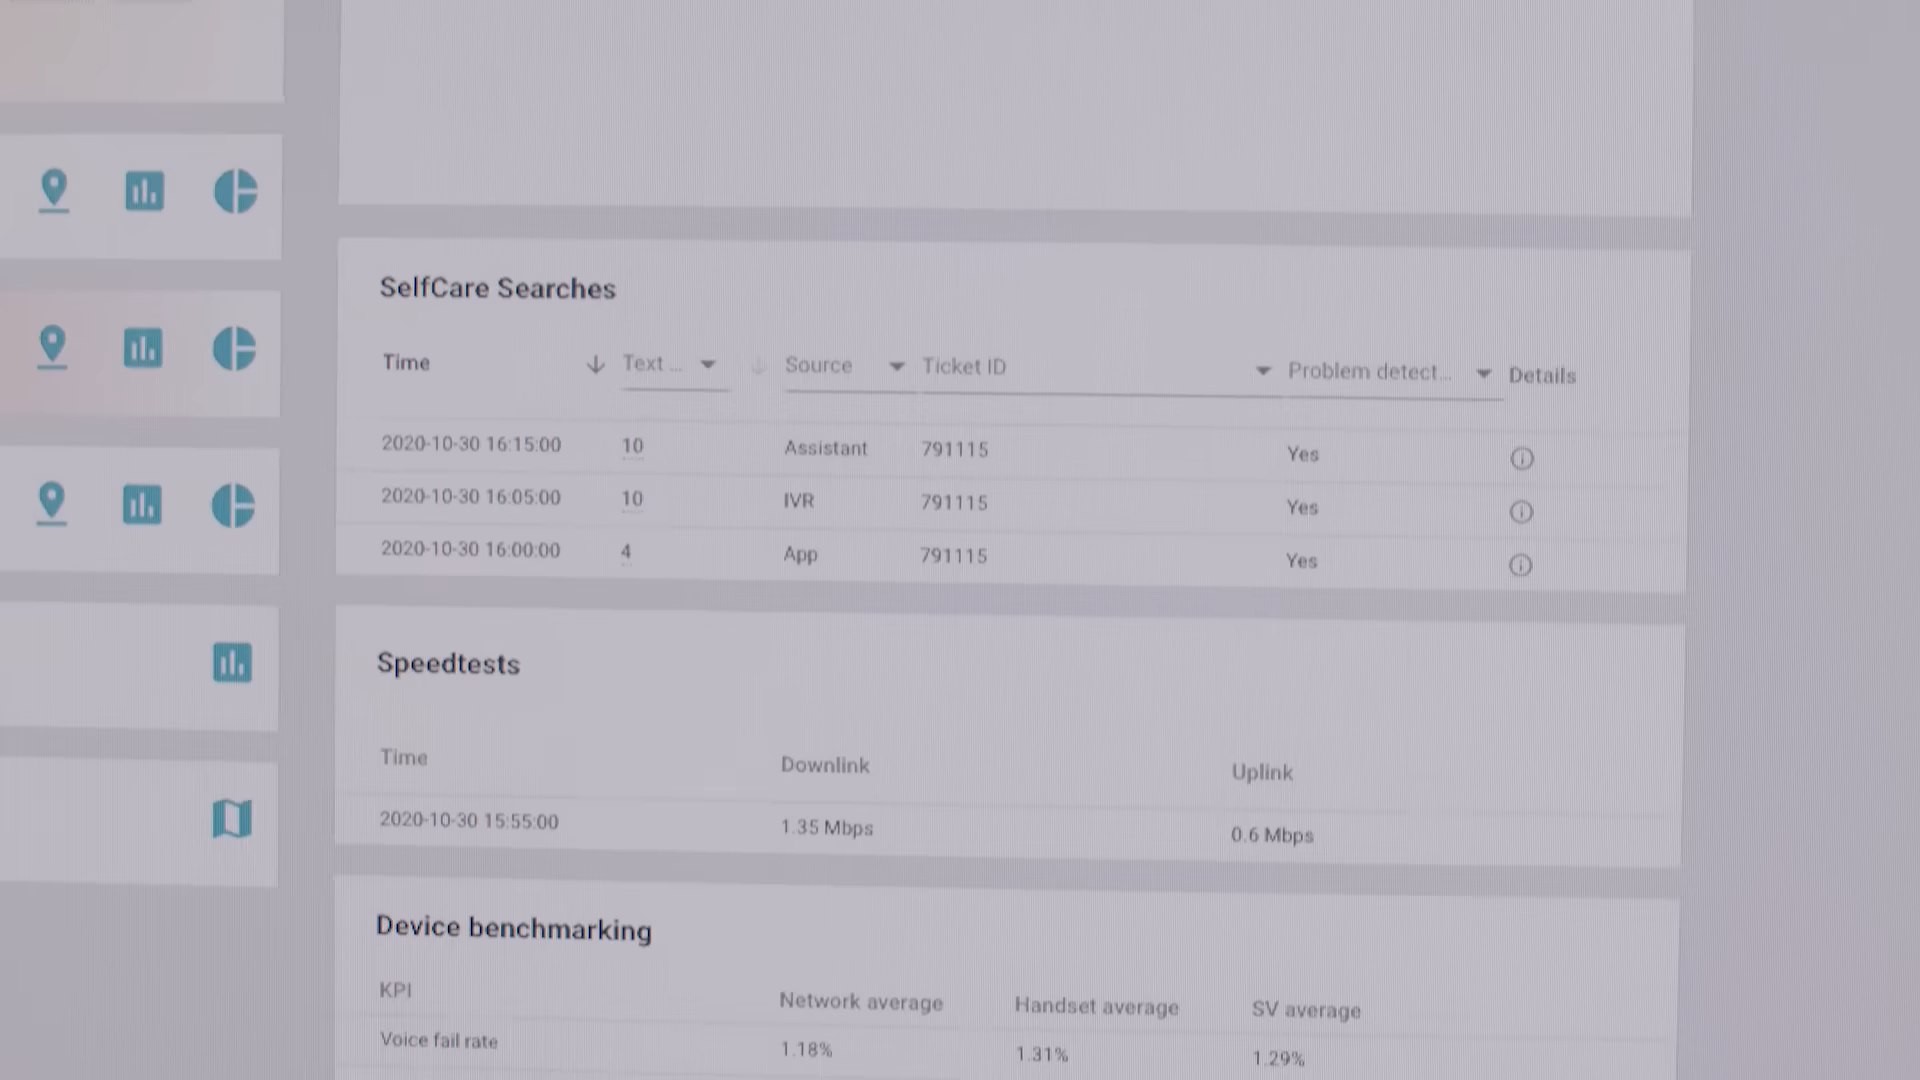 SelfCare Searches
Time Text ... Source Ticket ID Problem detect... Details
2020-10-30 16:15:00 10 Assistant 791115 Yes
2020-10-30 16:05:00 10 IVR 791115 Yes
2020-10-30 16:00:00 4 App 791115 Yes
Speedtests
Time Downlink Uplink
2020-10-30 15:55:00 1.35 Mbps 0.6 Mbps
Device benchmarking
KPI Network average Handset average SV average
Voice fail rate 1.18% 1.31% 1.29%